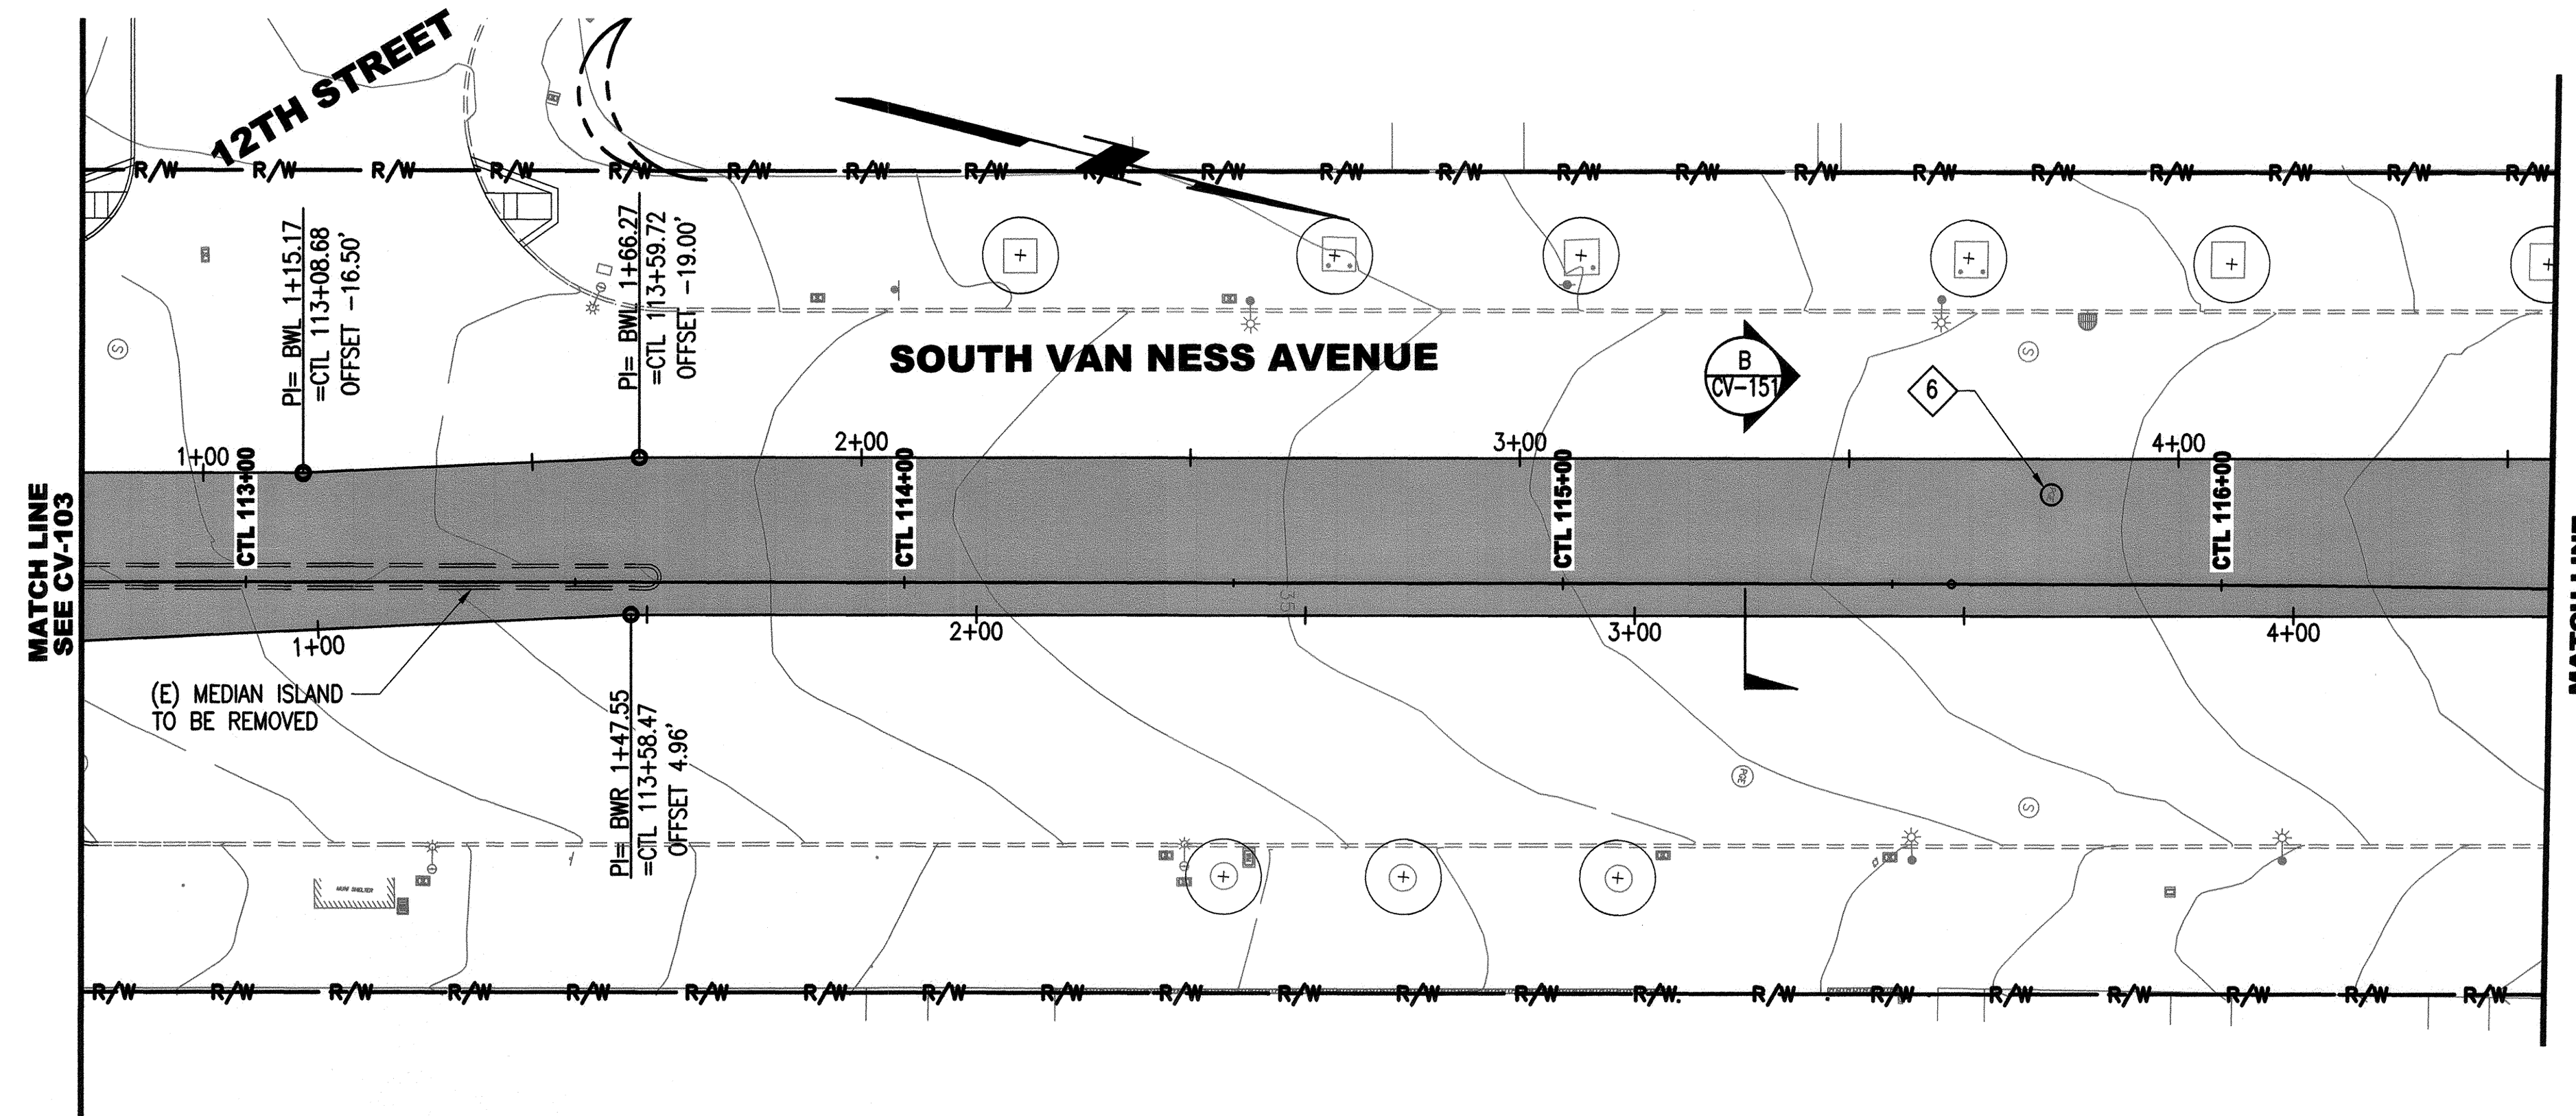 12TH STREET
R/W R/W R/W R/W R/W R/W R/W R/W R/W R/W R/W R/W R/W R/W R/W R/W R/W R/W R/W R/W R/W
PI= BWL 1+15.17
=CTL 113+08.68
OFFSET -16.50'
PI= BWL 1+66.27
=CTL 113+59.72
OFFSET -19.00'
S
SOUTH VAN NESS AVENUE
B
CV-151
6
S
1+00
2+00
3+00
4+00
CTL 113+00
CTL 114+00
CTL 115+00
CTL 116+00
MATCH LINE
SEE CV-103
35
1+00
2+00
3+00
4+00
(E) MEDIAN ISLAND
TO BE REMOVED
PI= BWR 1+47.55
=CTL 113+58.47
OFFSET 4.96'
PGE
S
MUNI SHELTER
R/W R/W R/W R/W R/W R/W R/W R/W R/W R/W R/W R/W R/W R/W R/W R/W R/W R/W R/W R/W R/W